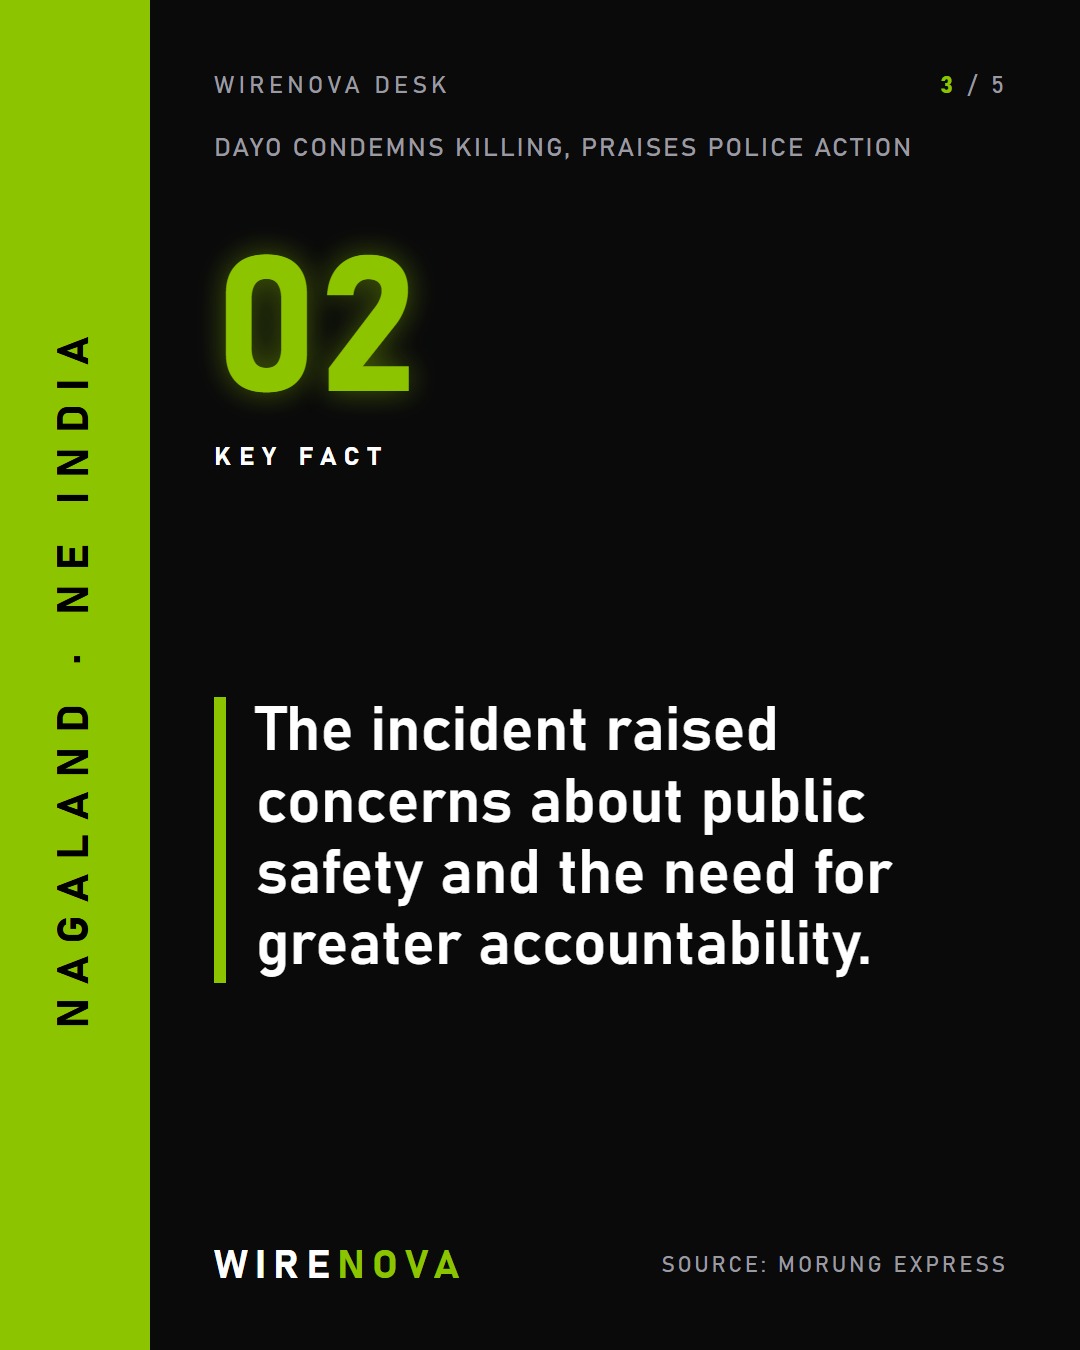 WIRENOVA DESK
3 / 5
DAYO CONDEMNS KILLING, PRAISES POLICE ACTION
02
KEY FACT
NAGALAND · NE INDIA
The incident raised
concerns about public
safety and the need for
greater accountability.
WIRENOVA
SOURCE: MORUNG EXPRESS